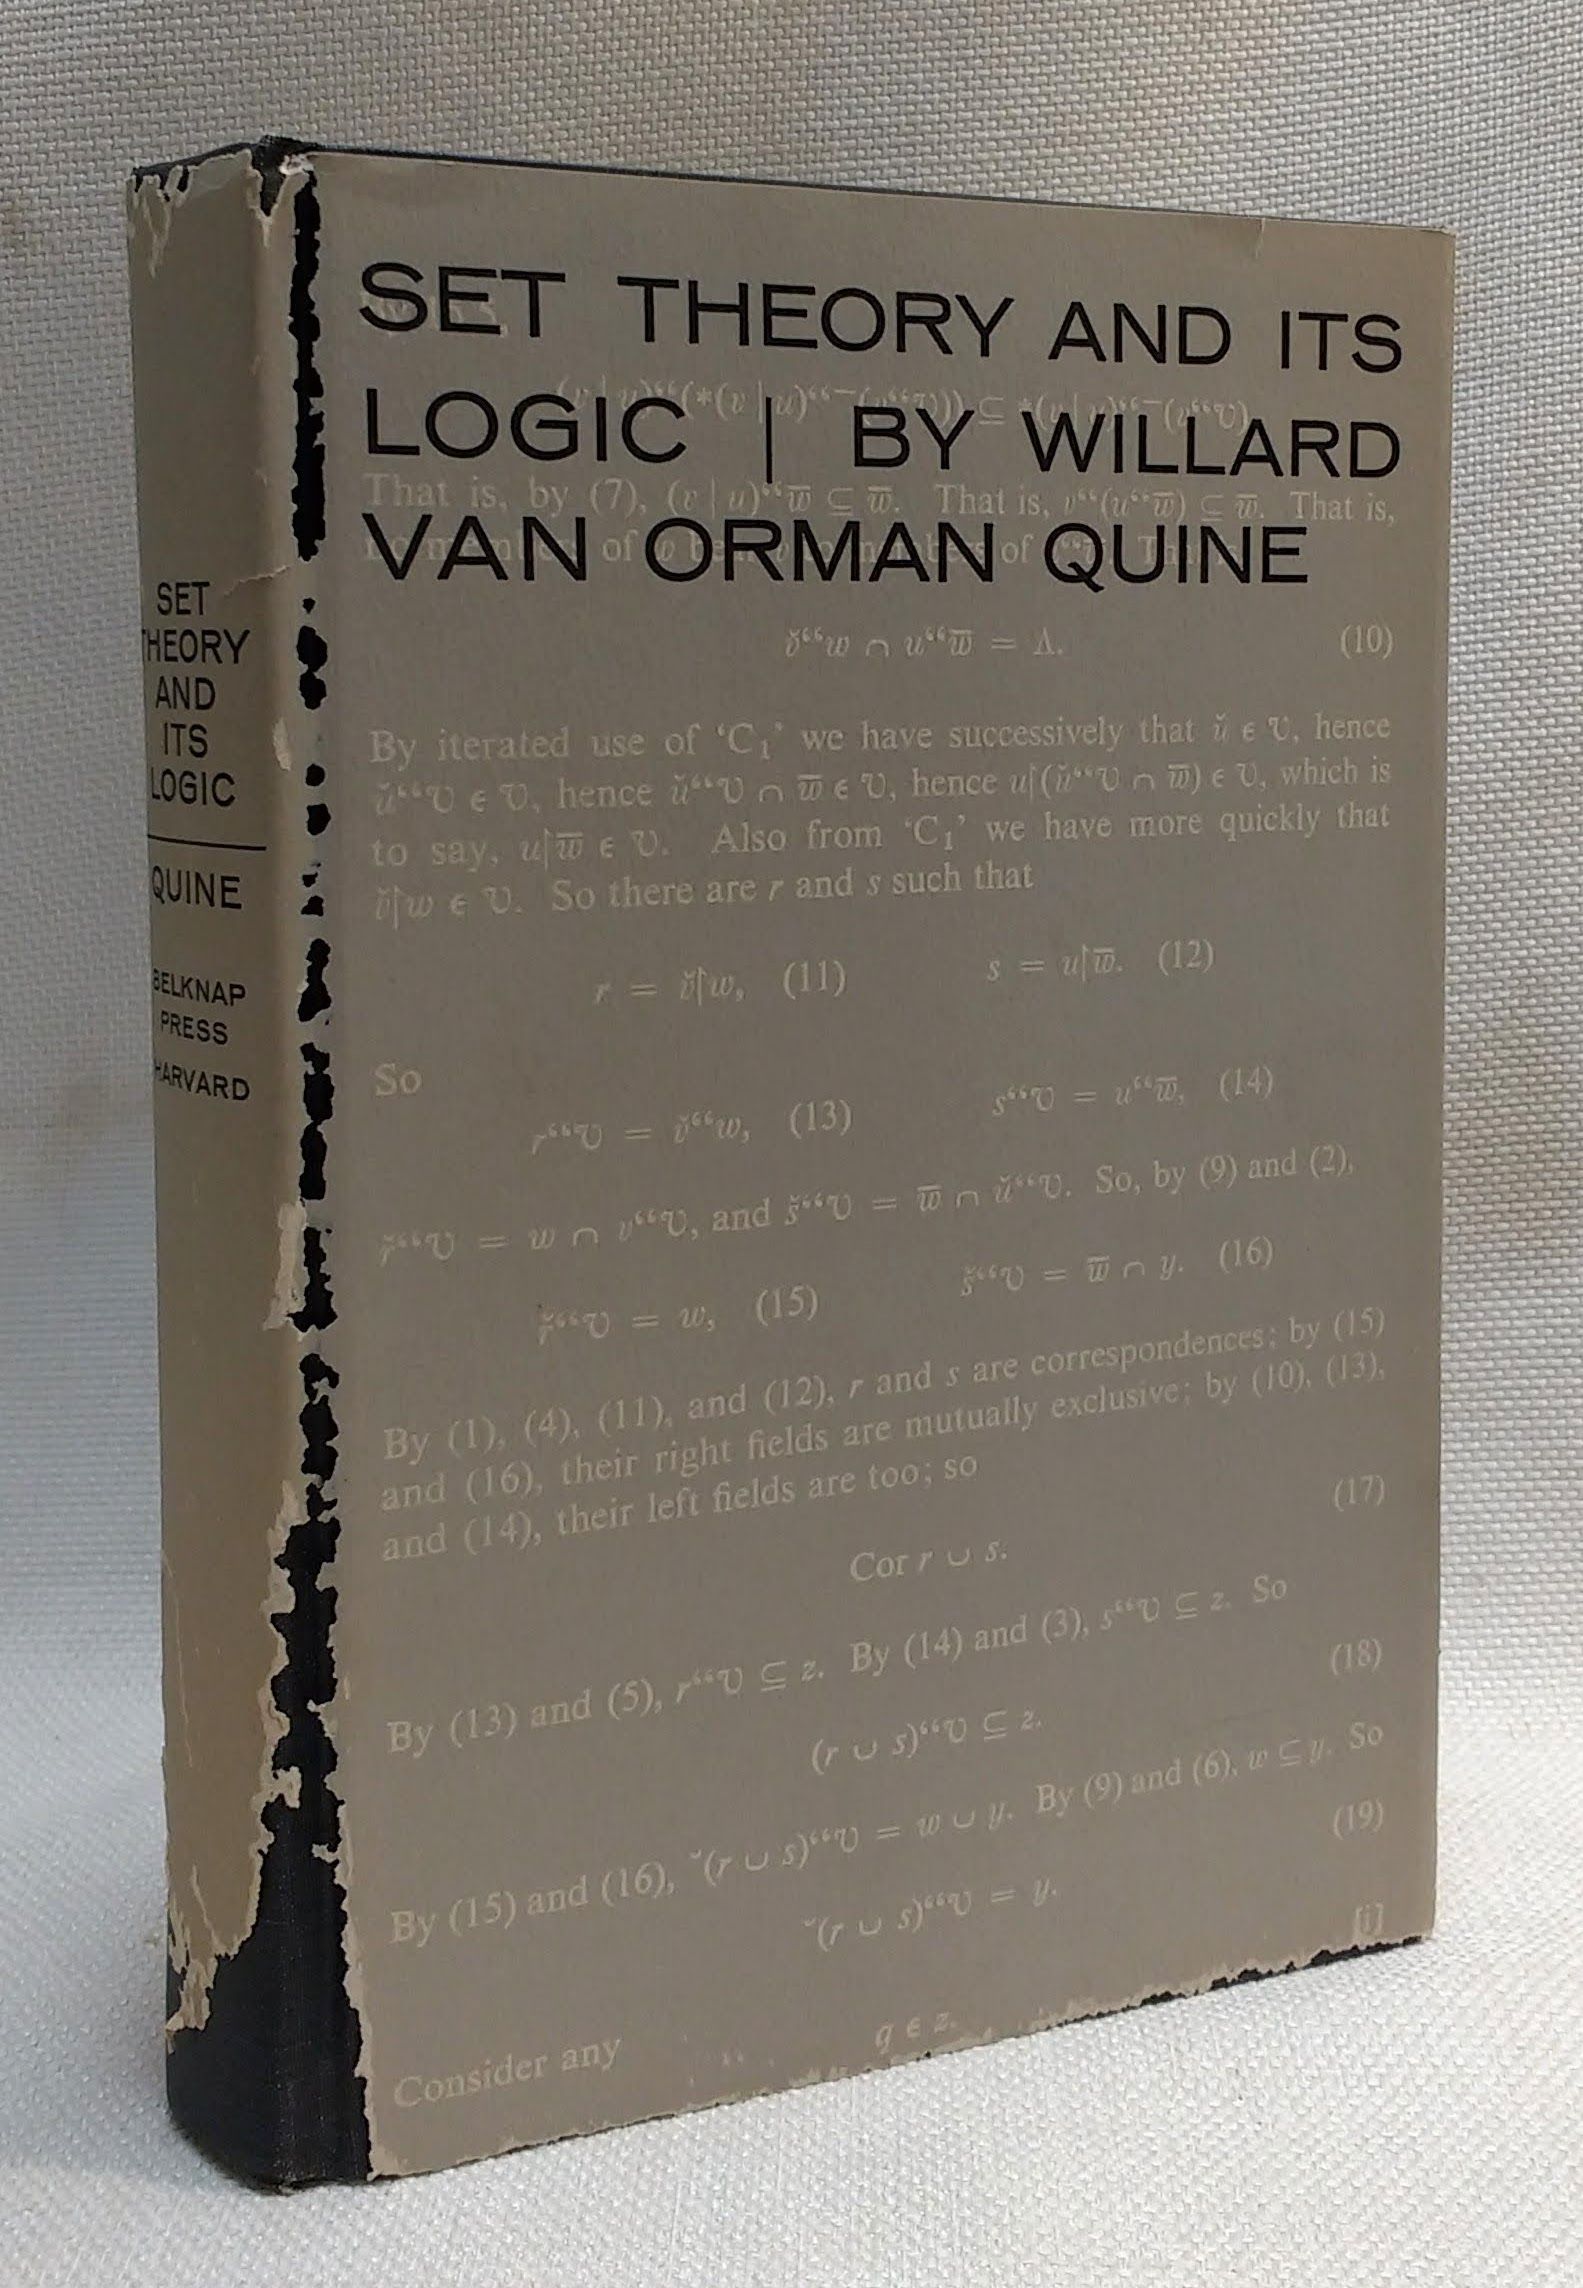 SET
THEORY
AND
ITS
LOGIC
QUINE
BELKNAP
PRESS
HARVARD
SET THEORY AND ITS
LOGIC | BY WILLARD
VAN ORMAN QUINE
That is, by (7), (v | u)“w̅ ⊆ w̅. That is, v“(u“w̅) ⊆ w̅. That is,
of
v̆“w ∩ u“w̅ = Λ. (10)
By iterated use of ‘C₁’ we have successively that ŭ ϵ 𝒱, hence
ŭ“𝒱 ϵ 𝒱, hence ŭ“𝒱 ∩ w̅ ϵ 𝒱, hence u↾(ŭ“𝒱 ∩ w̅) ϵ 𝒱, which is
to say, u↾w̅ ϵ 𝒱. Also from ‘C₁’ we have more quickly that
v̆↾w ϵ 𝒱. So there are r and s such that
r = v̆↾w, (11) s = u↾w̅. (12)
So
r“𝒱 = v̆“w, (13) s“𝒱 = u“w̅, (14)
r̆“𝒱 = w ∩ v“𝒱, and s̆“𝒱 = w̅ ∩ ŭ“𝒱. So, by (9) and (2),
r̆“𝒱 = w, (15) s̆“𝒱 = w̅ ∩ y. (16)
By (1), (4), (11), and (12), r and s are correspondences; by (15)
and (16), their right fields are mutually exclusive; by (10), (13),
and (14), their left fields are too; so
Cor r ∪ s. (17)
By (13) and (5), r“𝒱 ⊆ z. By (14) and (3), s“𝒱 ⊆ z. So
(r ∪ s)“𝒱 ⊆ z. (18)
By (15) and (16), ˘(r ∪ s)“𝒱 = w ∪ y. By (9) and (6), w ⊆ y. So
˘(r ∪ s)“𝒱 = y. (19)
Consider any q ϵ z. [i]